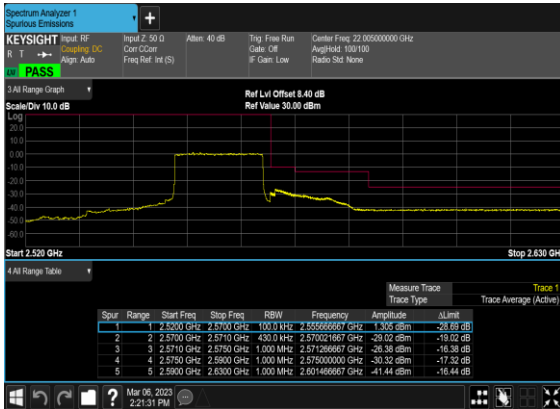 Spectrum Analyzer 1
Spurious Emissions
KEYSIGHT Input: RF Input Z: 50 Ω Atten: 40 dB Trig: Free Run Center Freq: 22.005000000 GHz
R T Coupling: DC Corr CCorr Gate: Off Avg|Hold: 100/100
Align: Auto Freq Ref: Int (S) IF Gain: Low Radio Std: None
PASS
3 All Range Graph
Ref Lvl Offset 8.40 dB
Scale/Div 10.0 dB Ref Value 30.00 dBm
Log
20.0
10.0
0.00
-10.0
-20.0
-30.0
-40.0
-50.0
-60.0
Start 2.520 GHz Stop 2.630 GH
4 All Range Table
Measure Trace Trace 1
Trace Type Trace Average (Active)
Spur Range Start Freq Stop Freq RBW Frequency Amplitude ΔLimit
1 1 2.5200 GHz 2.5700 GHz 100.0 kHz 2.555666667 GHz 1.305 dBm -28.69 dB
2 2 2.5700 GHz 2.5710 GHz 430.0 kHz 2.570021667 GHz -29.02 dBm -19.02 dB
3 3 2.5710 GHz 2.5750 GHz 1.000 MHz 2.571266667 GHz -26.38 dBm -16.38 dB
4 4 2.5750 GHz 2.5900 GHz 1.000 MHz 2.575000000 GHz -30.32 dBm -17.32 dB
5 5 2.5900 GHz 2.6300 GHz 1.000 MHz 2.601466667 GHz -41.44 dBm -16.44 dB
Mar 06, 2023
2:21:31 PM